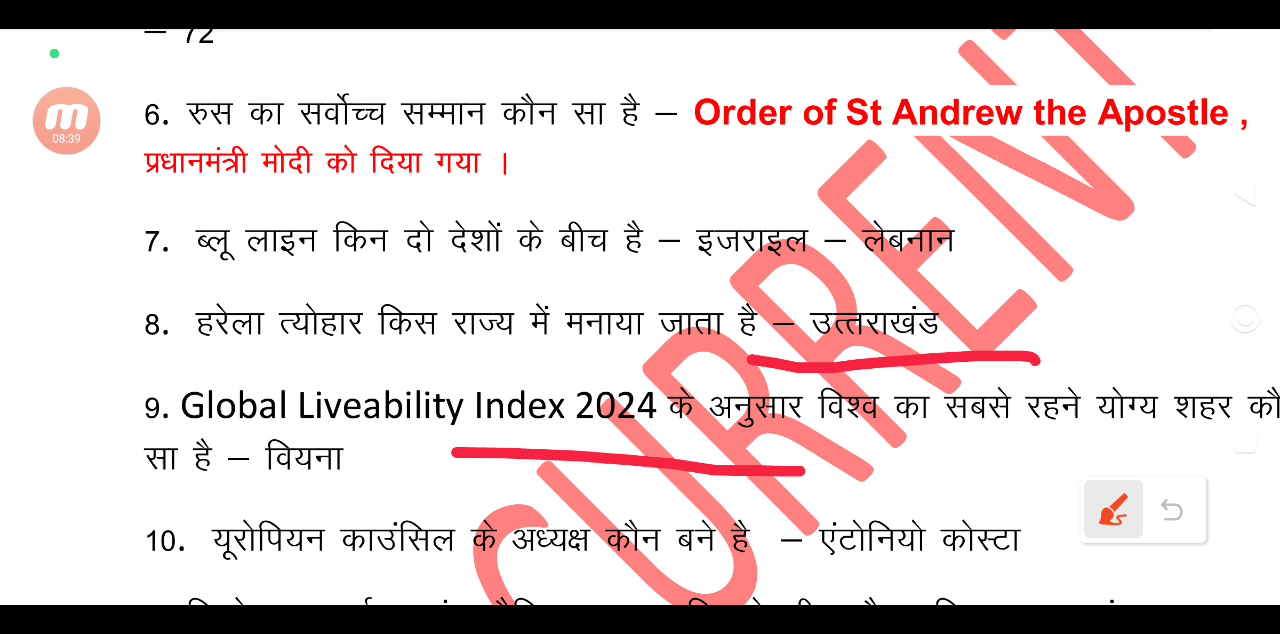 – 72
08:39
6. रुस का सर्वोच्च सम्मान कौन सा है – Order of St Andrew the Apostle ,
प्रधानमंत्री मोदी को दिया गया ।
7. ब्लू लाइन किन दो देशों के बीच है – इजराइल – लेबनान
8. हरेला त्योहार किस राज्य में मनाया जाता है – उत्तराखंड
9. Global Liveability Index 2024 के अनुसार विश्व का सबसे रहने योग्य शहर कौ
सा है – वियना
10. यूरोपियन काउंसिल के अध्यक्ष कौन बने है – एंटोनियो कोस्टा
CURRENT